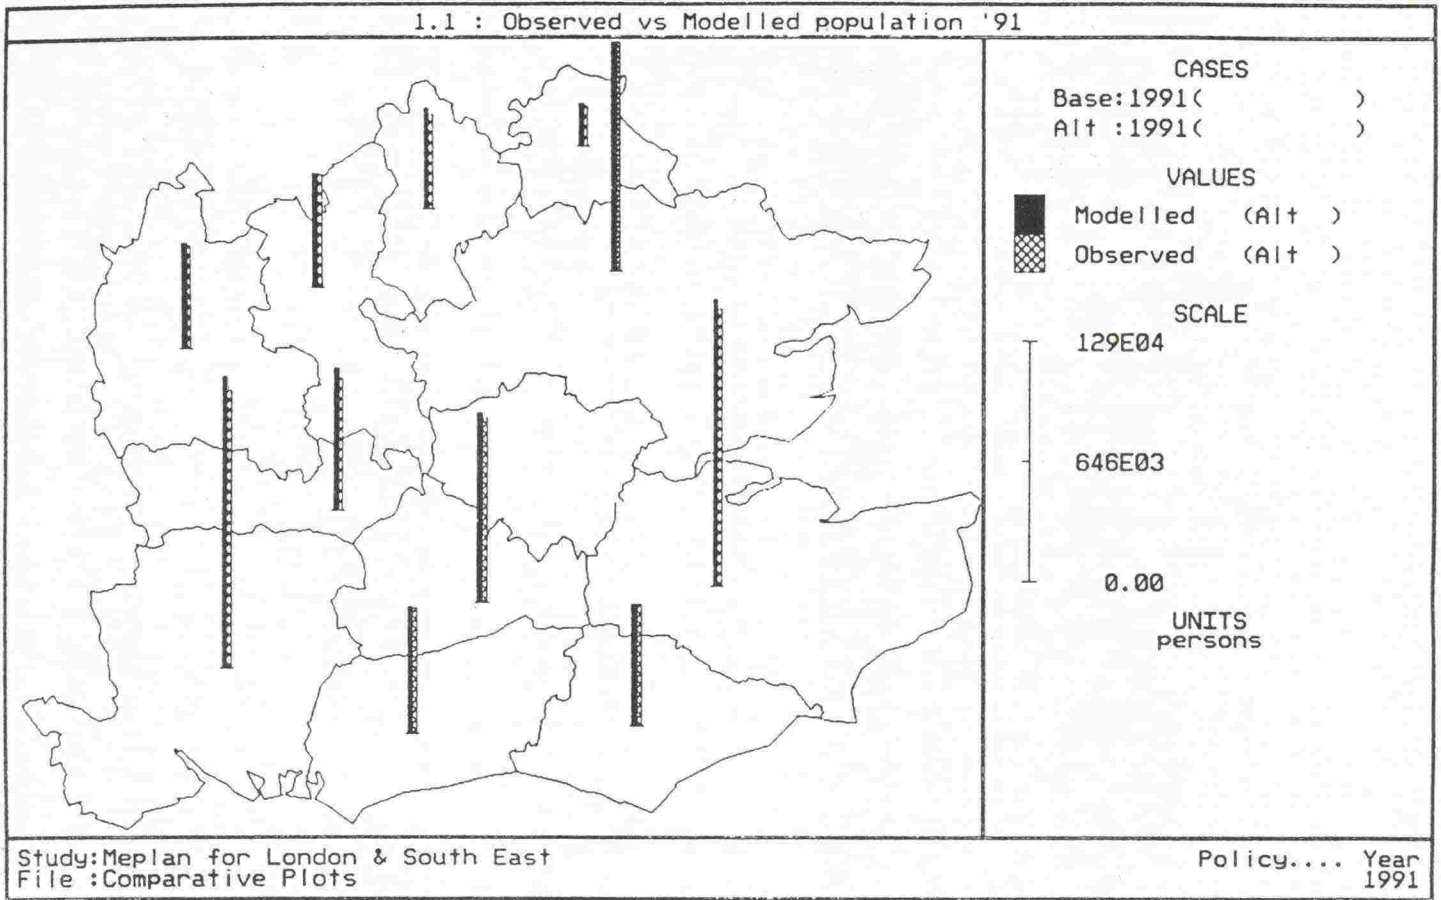 1.1 : Observed vs Modelled population '91
CASES
Base:1991( )
Alt :1991( )
VALUES
Modelled (Alt )
Observed (Alt )
SCALE
129E04
646E03
0.00
UNITS
persons
Study:Meplan for London & South East
File :Comparative Plots
Policy.... Year
1991